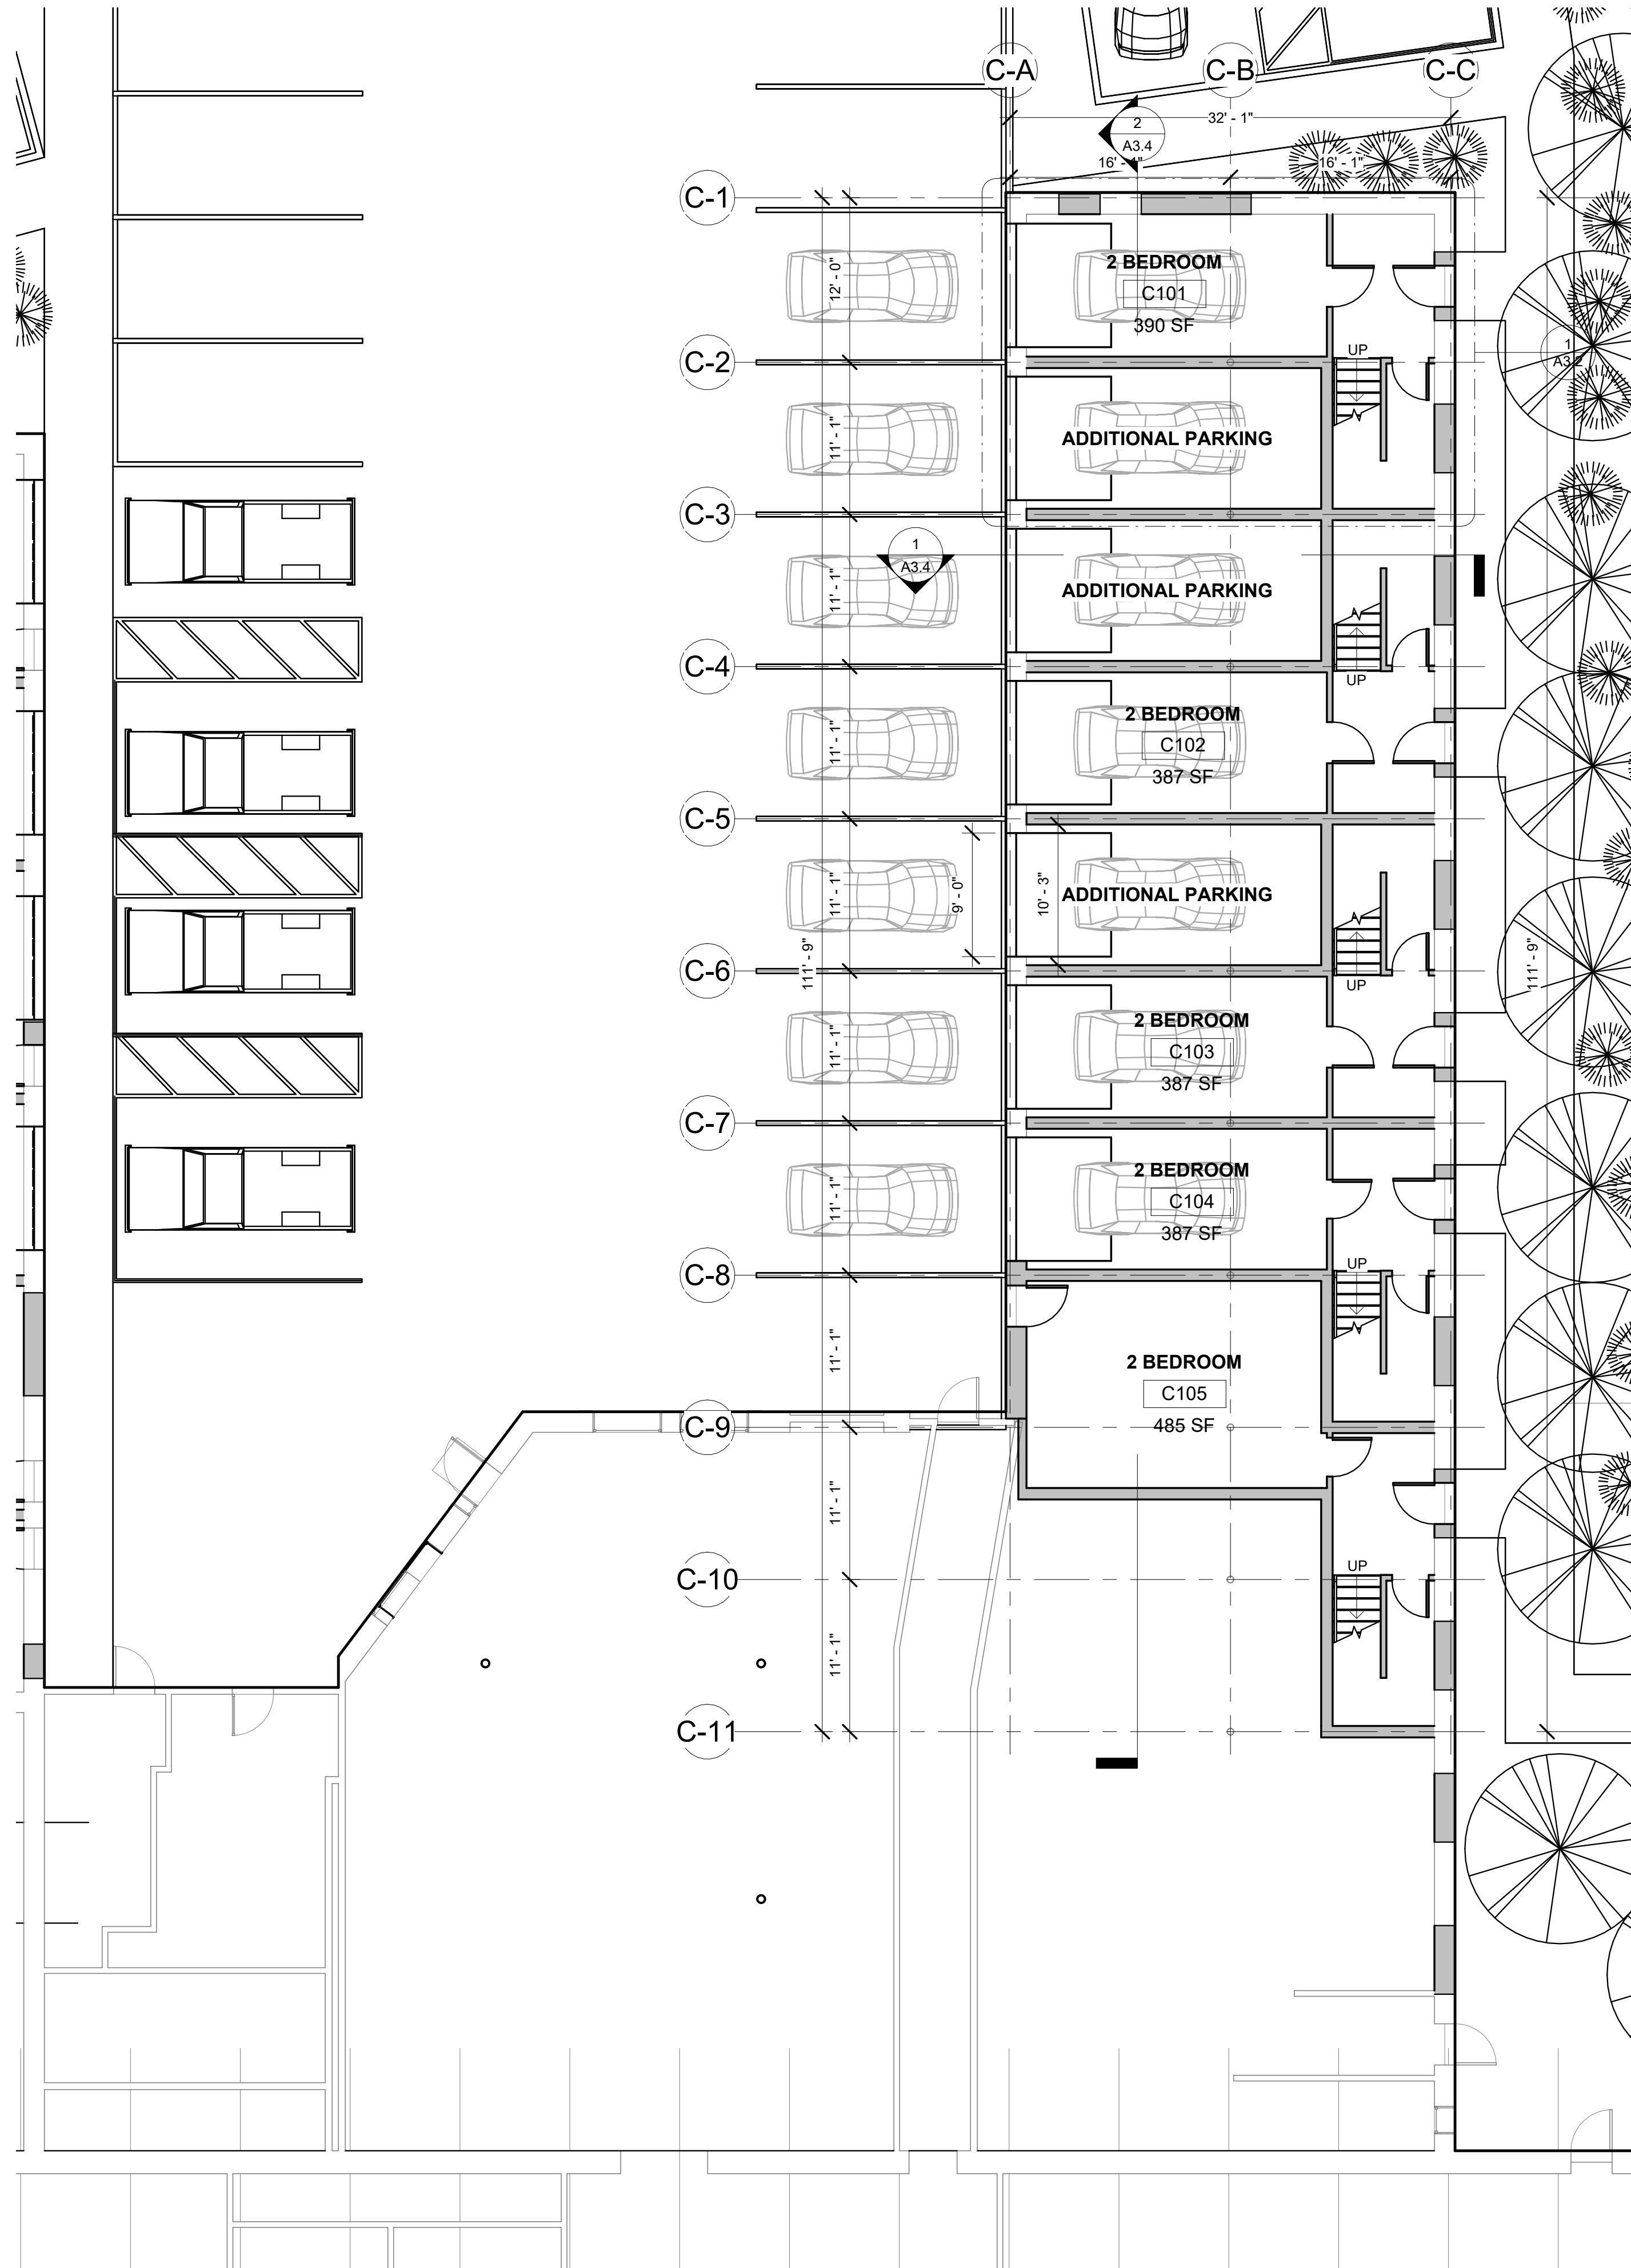 C-A
C-B
C-C
32' - 1"
2
A3.4
16' - 1"
16' - 1"
C-1
2 BEDROOM
C101
390 SF
12' - 0"
C-2
UP
1
A3.2
11' - 1"
ADDITIONAL PARKING
C-3
1
A3.4
11' - 1"
ADDITIONAL PARKING
C-4
UP
2 BEDROOM
C102
387 SF
11' - 1"
C-5
11' - 1"
9' - 0"
10' - 3"
ADDITIONAL PARKING
111' - 9"
111' - 9"
C-6
UP
2 BEDROOM
C103
387 SF
11' - 1"
C-7
2 BEDROOM
C104
387 SF
11' - 1"
C-8
UP
11' - 1"
2 BEDROOM
C105
485 SF
C-9
11' - 1"
C-10
UP
11' - 1"
C-11